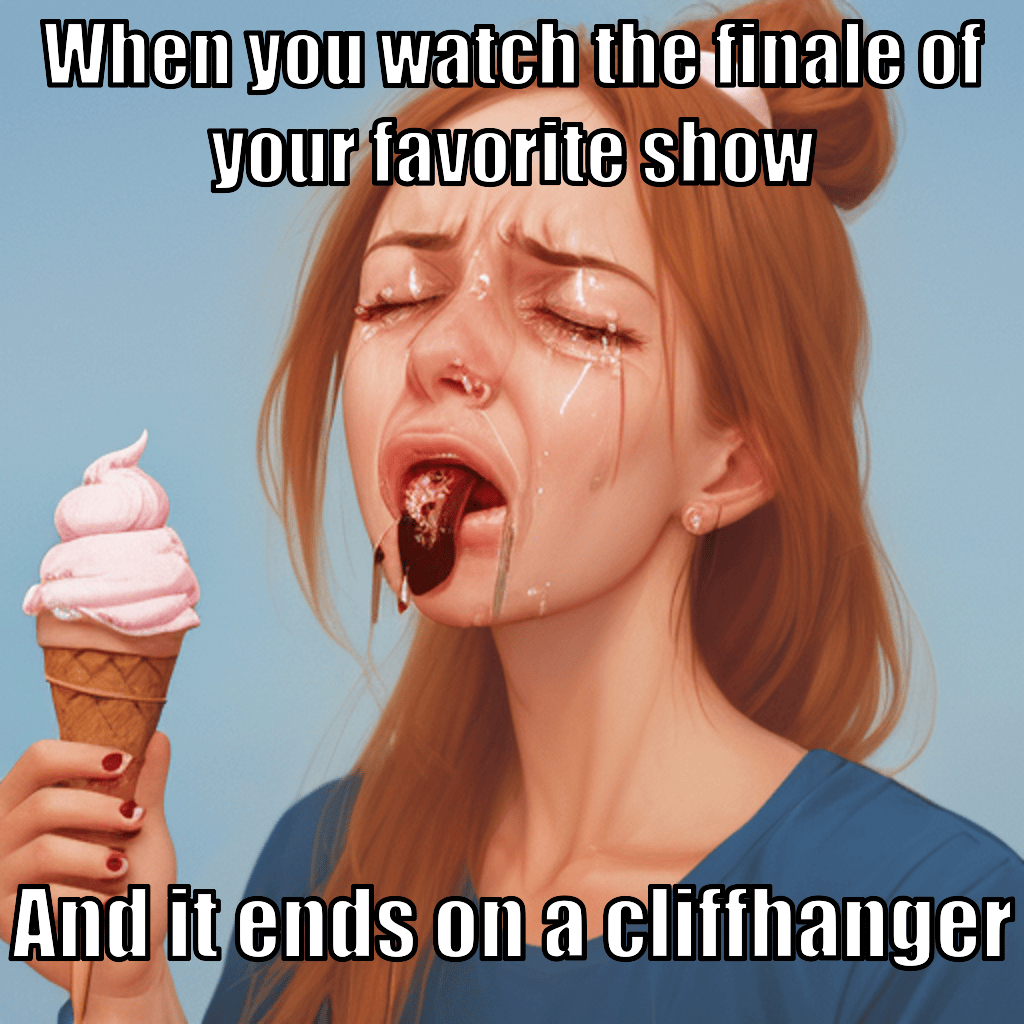 When you watch the finale of
your favorite show
And it ends on a cliffhanger